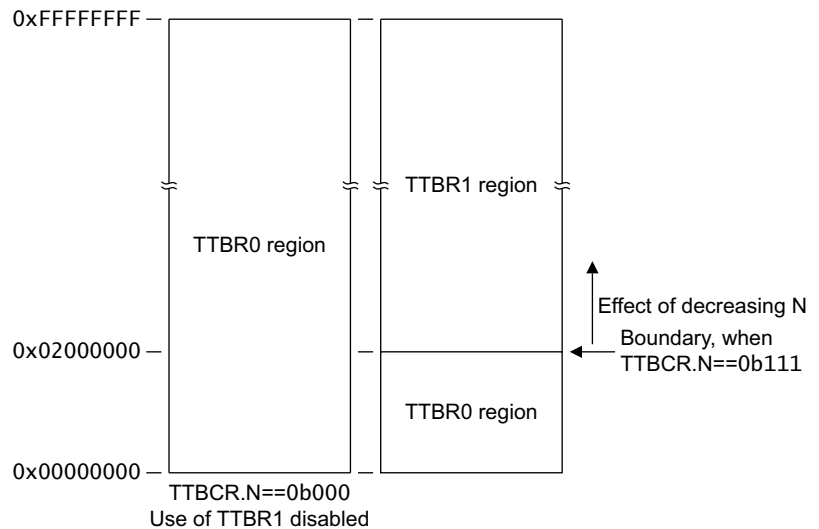 0xFFFFFFFF
TTBR1 region
TTBR0 region
Effect of decreasing N
0x02000000
Boundary, when
TTBCR.N==0b111
TTBR0 region
0x00000000
TTBCR.N==0b000
Use of TTBR1 disabled